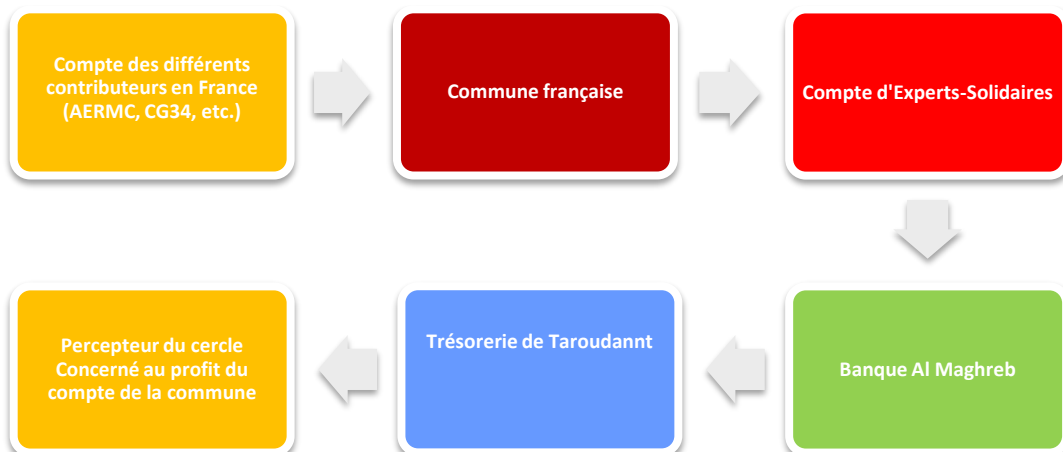 Compte des différents
contributeurs en France
(AERMC, CG34, etc.)
Commune française
Compte d'Experts-Solidaires
Banque Al Maghreb
Trésorerie de Taroudannt
Percepteur du cercle
Concerné au profit du
compte de la commune